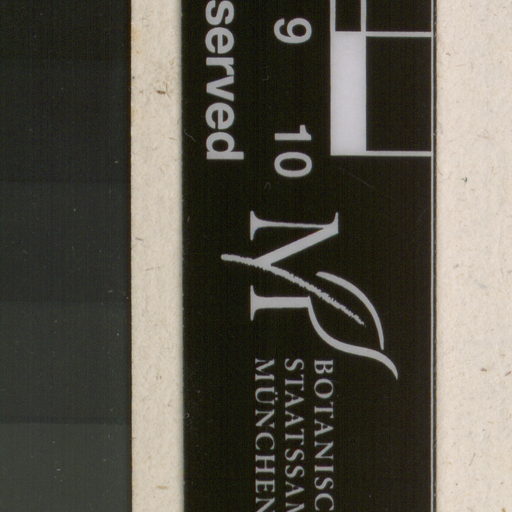 served
9 10
BOTANISC
STAATSSAM
MÜNCHEN